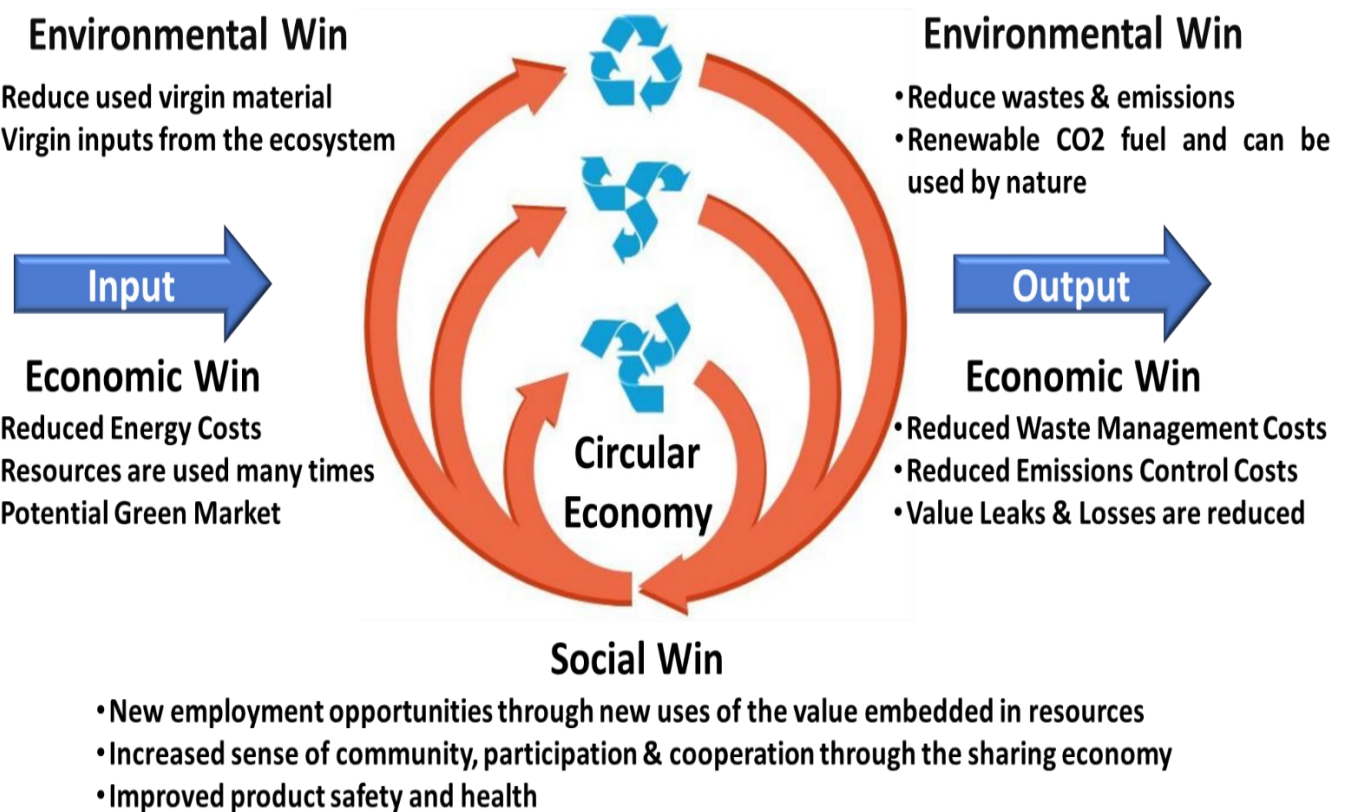 Environmental Win
Reduce used virgin material
Virgin inputs from the ecosystem
Input
Economic Win
Reduced Energy Costs
Resources are used many times
Potential Green Market
Circular
Economy
Environmental Win
•Reduce wastes & emissions
•Renewable CO2 fuel and can be
used by nature
Output
Economic Win
•Reduced Waste Management Costs
•Reduced Emissions Control Costs
•Value Leaks & Losses are reduced
Social Win
•New employment opportunities through new uses of the value embedded in resources
•Increased sense of community, participation & cooperation through the sharing economy
•Improved product safety and health